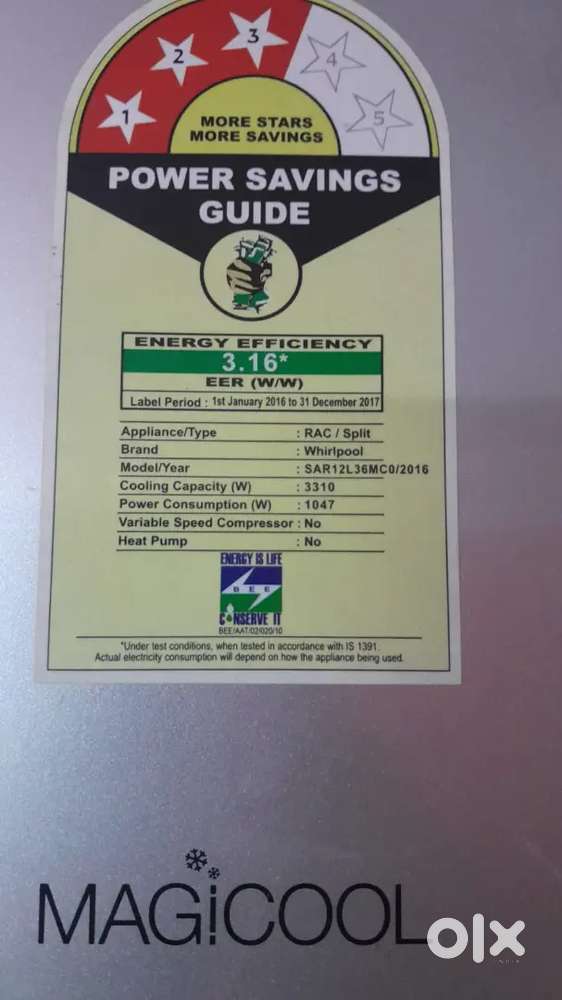 1 2 3 4 5
MORE STARS
MORE SAVINGS
POWER SAVINGS
GUIDE
ENERGY EFFICIENCY
3.16*
EER (W/W)
Label Period : 1st January 2016 to 31 December 2017
Appliance/Type : RAC / Split
Brand : Whirlpool
Model/Year : SAR12L36MC0/2016
Cooling Capacity (W) : 3310
Power Consumption (W) : 1047
Variable Speed Compressor : No
Heat Pump : No
ENERGY IS LIFE
BEE
CONSERVE IT
BEE/AAT/02/020/10
*Under test conditions, when tested in accordance with IS 1391.
Actual electricity consumption will depend on how the appliance being used.
MAGiCOOL
olx
INDIA